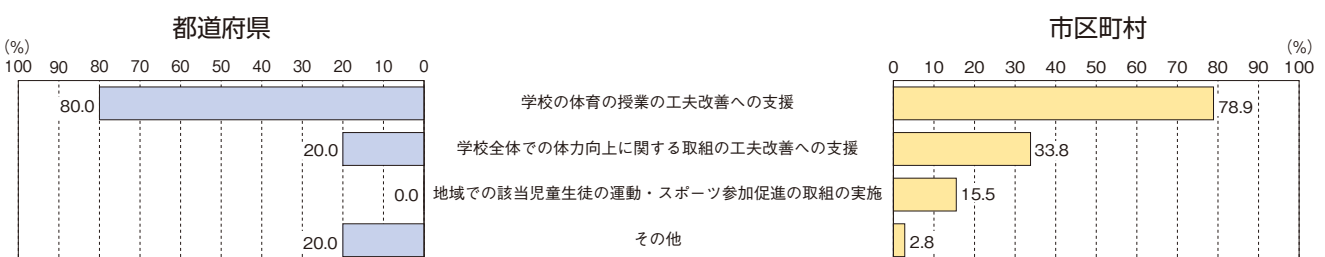 都道府県 市区町村
(%) (%)
100 90 80 70 60 50 40 30 20 10 0 0 10 20 30 40 50 60 70 80 90 100
80.0 学校の体育の授業の工夫改善への支援 78.9
20.0 学校全体での体力向上に関する取組の工夫改善への支援 33.8
0.0 地域での該当児童生徒の運動・スポーツ参加促進の取組の実施 15.5
20.0 その他 2.8